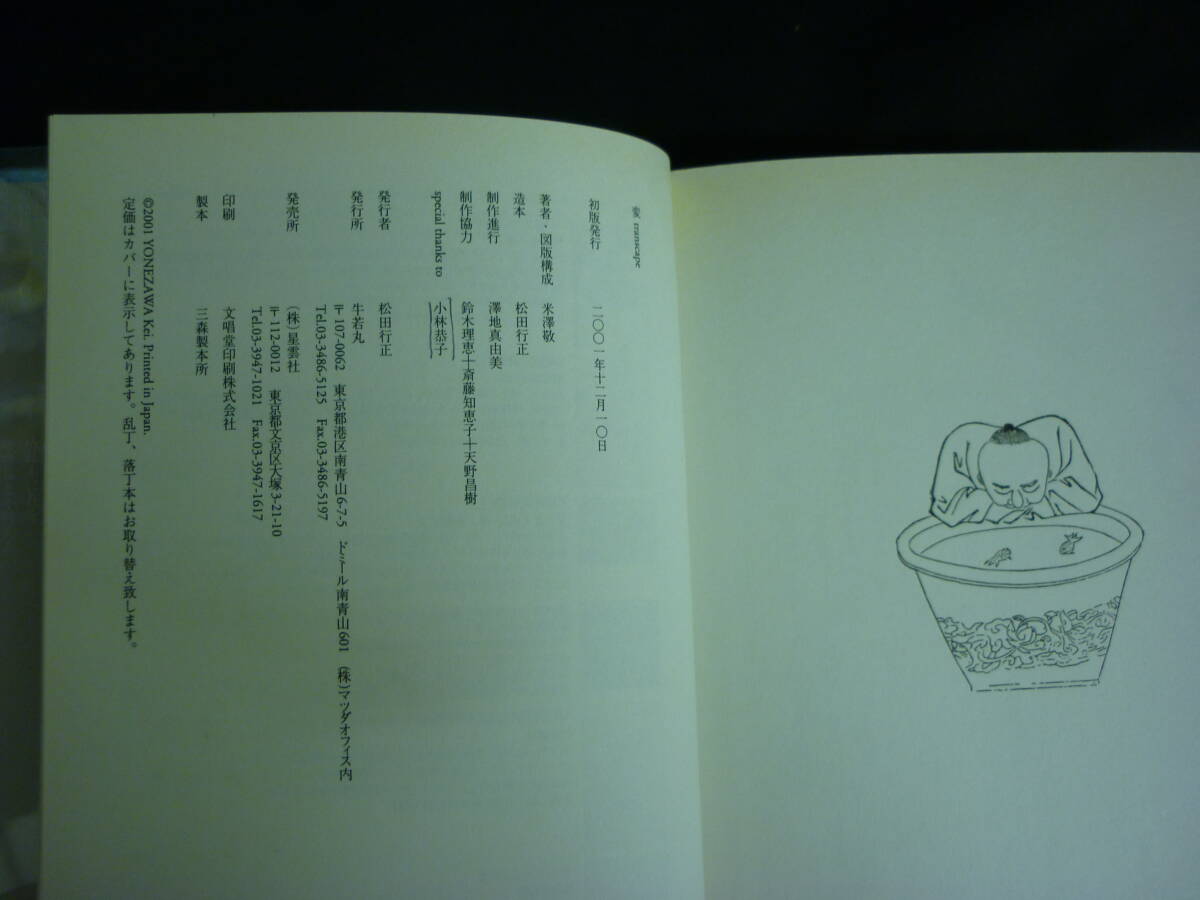 変 transcape
初版発行 二〇〇一年十二月一〇日
著者・図版構成 米澤敬
造本 松田行正
制作進行 澤地真由美
制作協力 鈴木理恵＋斎藤知恵子＋天野昌樹
special thanks to 小林恭子
発行者 松田行正
発行所 牛若丸
〒107-0062 東京都港区南青山6-7-5 ドミール南青山601 (株)マツダオフィス内
Tel.03-3486-5125 Fax.03-3486-5197
発売所 (株)星雲社
〒112-0012 東京都文京区大塚3-21-10
Tel.03-3947-1021 Fax.03-3947-1617
印刷 文唱堂印刷株式会社
製本 三森製本所
©2001 YONEZAWA Kei. Printed in Japan.
定価はカバーに表示してあります。乱丁、落丁本はお取り替え致します。